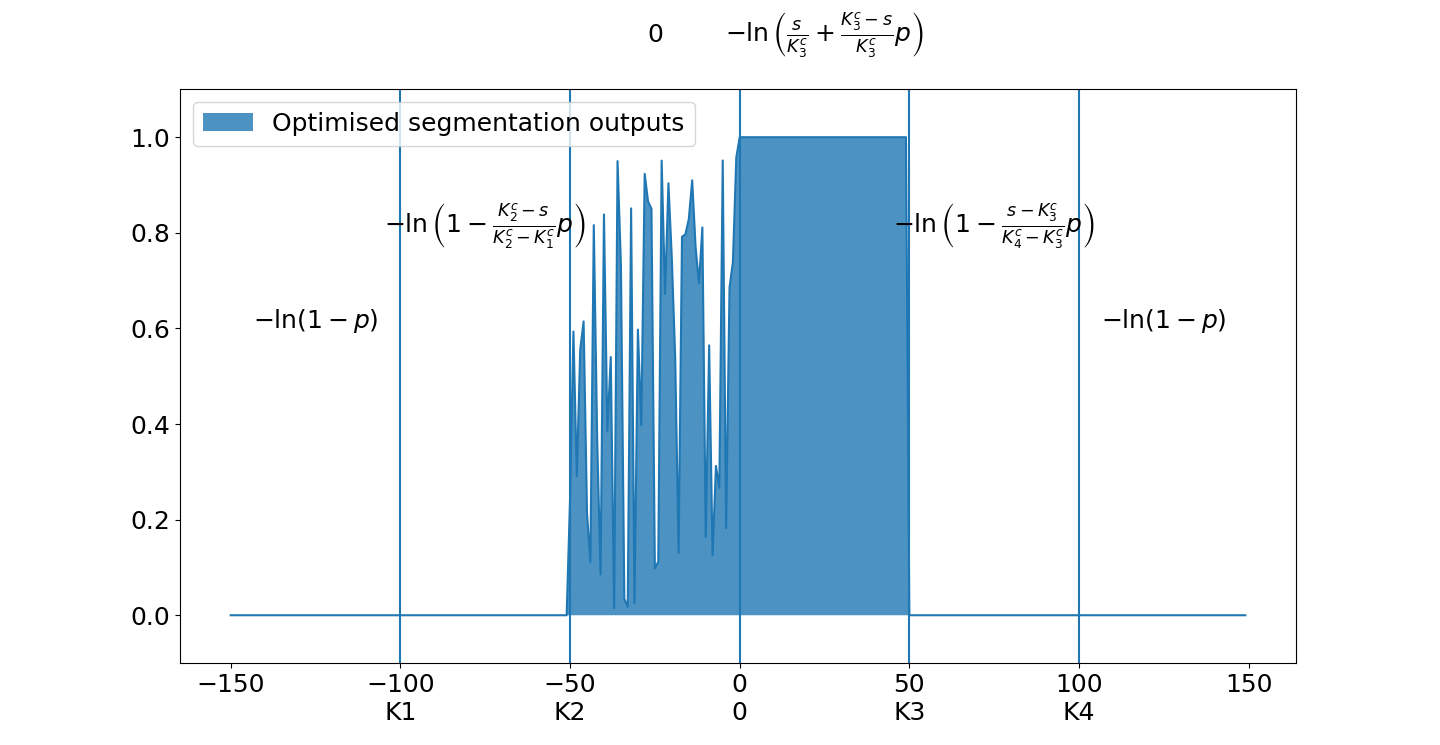 0 −ln(s/K₃ᶜ + (K₃ᶜ−s)/K₃ᶜ p)
Optimised segmentation outputs
1.0
−ln(1 − (K₂ᶜ−s)/(K₂ᶜ−K₁ᶜ) p) −ln(1 − (s−K₃ᶜ)/(K₄ᶜ−K₃ᶜ) p)
0.8
−ln(1 − p) −ln(1 − p)
0.6
0.4
0.2
0.0
−150 −100 −50 0 50 100 150
K1 K2 0 K3 K4